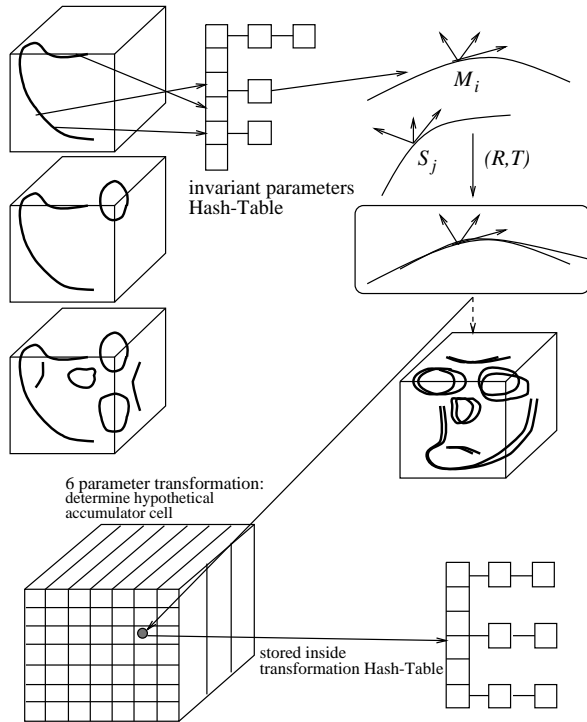 M_i
S_j
(R,T)
invariant parameters
Hash-Table
6 parameter transformation:
determine hypothetical
accumulator cell
stored inside
transformation Hash-Table